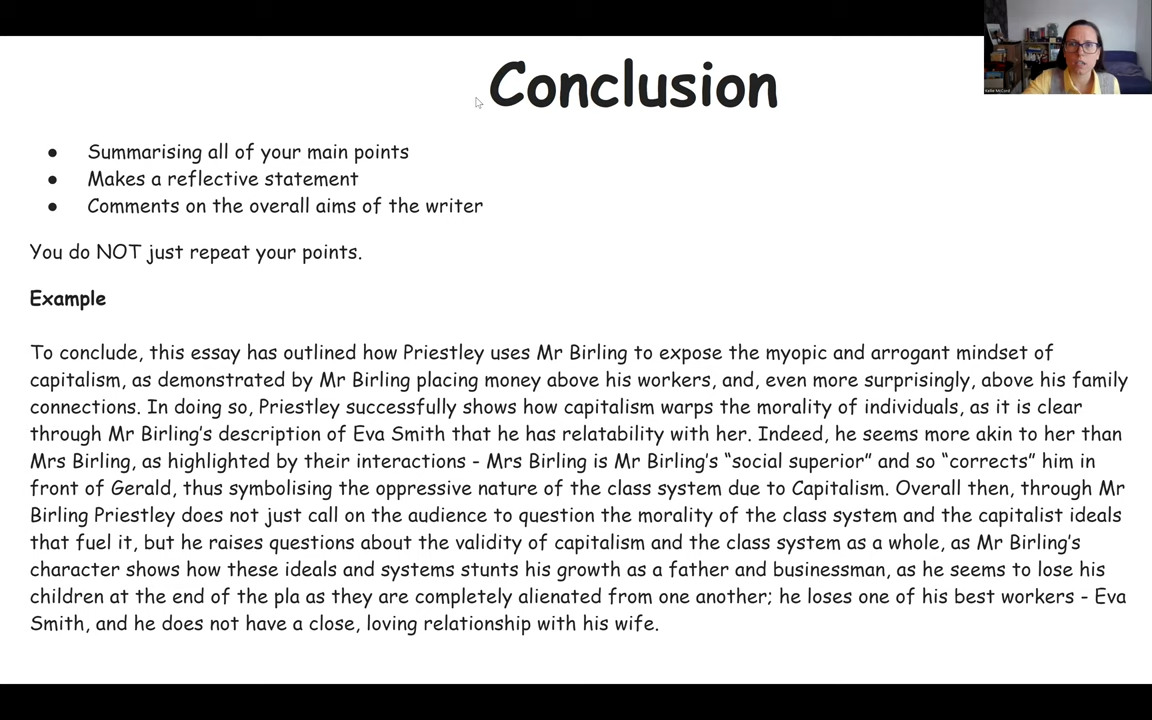 Conclusion
● Summarising all of your main points
● Makes a reflective statement
● Comments on the overall aims of the writer
You do NOT just repeat your points.
Example
To conclude, this essay has outlined how Priestley uses Mr Birling to expose the myopic and arrogant mindset of
capitalism, as demonstrated by Mr Birling placing money above his workers, and, even more surprisingly, above his family
connections. In doing so, Priestley successfully shows how capitalism warps the morality of individuals, as it is clear
through Mr Birling's description of Eva Smith that he has relatability with her. Indeed, he seems more akin to her than
Mrs Birling, as highlighted by their interactions - Mrs Birling is Mr Birling's “social superior” and so “corrects” him in
front of Gerald, thus symbolising the oppressive nature of the class system due to Capitalism. Overall then, through Mr
Birling Priestley does not just call on the audience to question the morality of the class system and the capitalist ideals
that fuel it, but he raises questions about the validity of capitalism and the class system as a whole, as Mr Birling's
character shows how these ideals and systems stunts his growth as a father and businessman, as he seems to lose his
children at the end of the pla as they are completely alienated from one another; he loses one of his best workers - Eva
Smith, and he does not have a close, loving relationship with his wife.